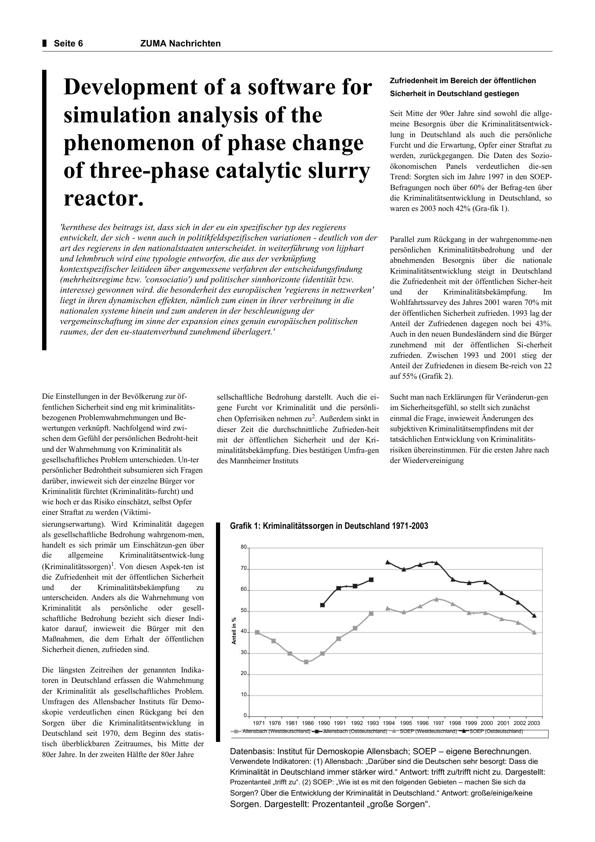 Seite 6 ZUMA Nachrichten
Development of a software for
simulation analysis of the
phenomenon of phase change
of three-phase catalytic slurry
reactor.
'kernthese des beitrags ist, dass sich in der eu ein spezifischer typ des regierens
entwickelt, der sich - wenn auch in politikfeldspezifischen variationen - deutlich von der
art des regierens in den nationalstaaten unterscheidet. in weiterführung von lijphart
und lehmbruch wird eine typologie entworfen, die aus der verknüpfung
kontextspezifischer leitideen über angemessene verfahren der entscheidungsfindung
(mehrheitsregime bzw. 'consociatio') und politischer sinnhorizonte (identität bzw.
interesse) gewonnen wird. die besonderheit des europäischen 'regierens in netzwerken'
liegt in ihren dynamischen effekten, nämlich zum einen in ihrer verbreitung in die
nationalen systeme hinein und zum anderen in der beschleunigung der
vergemeinschaftung im sinne der expansion eines genuin europäischen politischen
raumes, der den eu-staatenverbund zunehmend überlagert.'
Zufriedenheit im Bereich der öffentlichen
Sicherheit in Deutschland gestiegen
Seit Mitte der 90er Jahre sind sowohl die allge-
meine Besorgnis über die Kriminalitätsentwick-
lung in Deutschland als auch die persönliche
Furcht und die Erwartung, Opfer einer Straftat zu
werden, zurückgegangen. Die Daten des Sozio-
ökonomischen Panels verdeutlichen die-sen
Trend: Sorgten sich im Jahre 1997 in den SOEP-
Befragungen noch über 60% der Befrag-ten über
die Kriminalitätsentwicklung in Deutschland, so
waren es 2003 noch 42% (Gra-fik 1).
Parallel zum Rückgang in der wahrgenomme-nen
persönlichen Kriminalitätsbedrohung und der
abnehmenden Besorgnis über die nationale
Kriminalitätsentwicklung steigt in Deutschland
die Zufriedenheit mit der öffentlichen Sicher-heit
und der Kriminalitätsbekämpfung. Im
Wohlfahrtssurvey des Jahres 2001 waren 70% mit
der öffentlichen Sicherheit zufrieden. 1993 lag der
Anteil der Zufriedenen dagegen noch bei 43%.
Auch in den neuen Bundesländern sind die Bürger
zunehmend mit der öffentlichen Si-cherheit
zufrieden. Zwischen 1993 und 2001 stieg der
Anteil der Zufriedenen in diesem Be-reich von 22
auf 55% (Grafik 2).
Die Einstellungen in der Bevölkerung zur öf-
fentlichen Sicherheit sind eng mit kriminalitäts-
bezogenen Problemwahrnehmungen und Be-
wertungen verknüpft. Nachfolgend wird zwi-
schen dem Gefühl der persönlichen Bedroht-heit
und der Wahrnehmung von Kriminalität als
gesellschaftliches Problem unterschieden. Un-ter
persönlicher Bedrohtheit subsumieren sich Fragen
darüber, inwieweit sich der einzelne Bürger vor
Kriminalität fürchtet (Kriminalitäts-furcht) und
wie hoch er das Risiko einschätzt, selbst Opfer
einer Straftat zu werden (Viktimi-
sierungserwartung). Wird Kriminalität dagegen
als gesellschaftliche Bedrohung wahrgenom-men,
handelt es sich primär um Einschätzun-gen über
die allgemeine Kriminalitätsentwick-lung
(Kriminalitätssorgen)1. Von diesen Aspek-ten ist
die Zufriedenheit mit der öffentlichen Sicherheit
und der Kriminalitätsbekämpfung zu
unterscheiden. Anders als die Wahrnehmung von
Kriminalität als persönliche oder gesell-
schaftliche Bedrohung bezieht sich dieser Indi-
kator darauf, inwieweit die Bürger mit den
Maßnahmen, die dem Erhalt der öffentlichen
Sicherheit dienen, zufrieden sind.
Die längsten Zeitreihen der genannten Indika-
toren in Deutschland erfassen die Wahrnehmung
der Kriminalität als gesellschaftliches Problem.
Umfragen des Allensbacher Instituts für Demo-
skopie verdeutlichen einen Rückgang bei den
Sorgen über die Kriminalitätsentwicklung in
Deutschland seit 1970, dem Beginn des statis-
tisch überblickbaren Zeitraumes, bis Mitte der
80er Jahre. In der zweiten Hälfte der 80er Jahre
sellschaftliche Bedrohung darstellt. Auch die ei-
gene Furcht vor Kriminalität und die persönli-
chen Opferrisiken nehmen zu2. Außerdem sinkt in
dieser Zeit die durchschnittliche Zufrieden-heit
mit der öffentlichen Sicherheit und der Kri-
minalitätsbekämpfung. Dies bestätigen Umfra-gen
des Mannheimer Instituts
Sucht man nach Erklärungen für Veränderun-gen
im Sicherheitsgefühl, so stellt sich zunächst
einmal die Frage, inwieweit Änderungen des
subjektiven Kriminalitätsempfindens mit der
tatsächlichen Entwicklung von Kriminalitäts-
risiken übereinstimmen. Für die ersten Jahre nach
der Wiedervereinigung
Grafik 1: Kriminalitätssorgen in Deutschland 1971-2003
Anteil in %
80
70
60
50
40
30
20
10
0
1971 1976 1981 1986 1990 1990 1991 1992 1993 1994 1995 1996 1997 1998 1999 2000 2001 2002 2003
Allensbach (Westdeutschland) Allensbach (Ostdeutschland) SOEP (Westdeutschland) SOEP (Ostdeutschland)
Datenbasis: Institut für Demoskopie Allensbach; SOEP – eigene Berechnungen.
Verwendete Indikatoren: (1) Allensbach: „Darüber sind die Deutschen sehr besorgt: Dass die
Kriminalität in Deutschland immer stärker wird.“ Antwort: trifft zu/trifft nicht zu. Dargestellt:
Prozentanteil „trifft zu“. (2) SOEP: „Wie ist es mit den folgenden Gebieten – machen Sie sich da
Sorgen? Über die Entwicklung der Kriminalität in Deutschland.“ Antwort: große/einige/keine
Sorgen. Dargestellt: Prozentanteil „große Sorgen“.